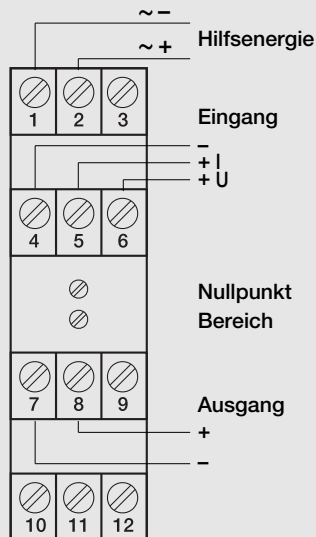 ~ –
Hilfsenergie
~ +
1 2 3
Eingang
–
+ I
+ U
4 5 6
Nullpunkt
Bereich
7 8 9
Ausgang
+
–
10 11 12